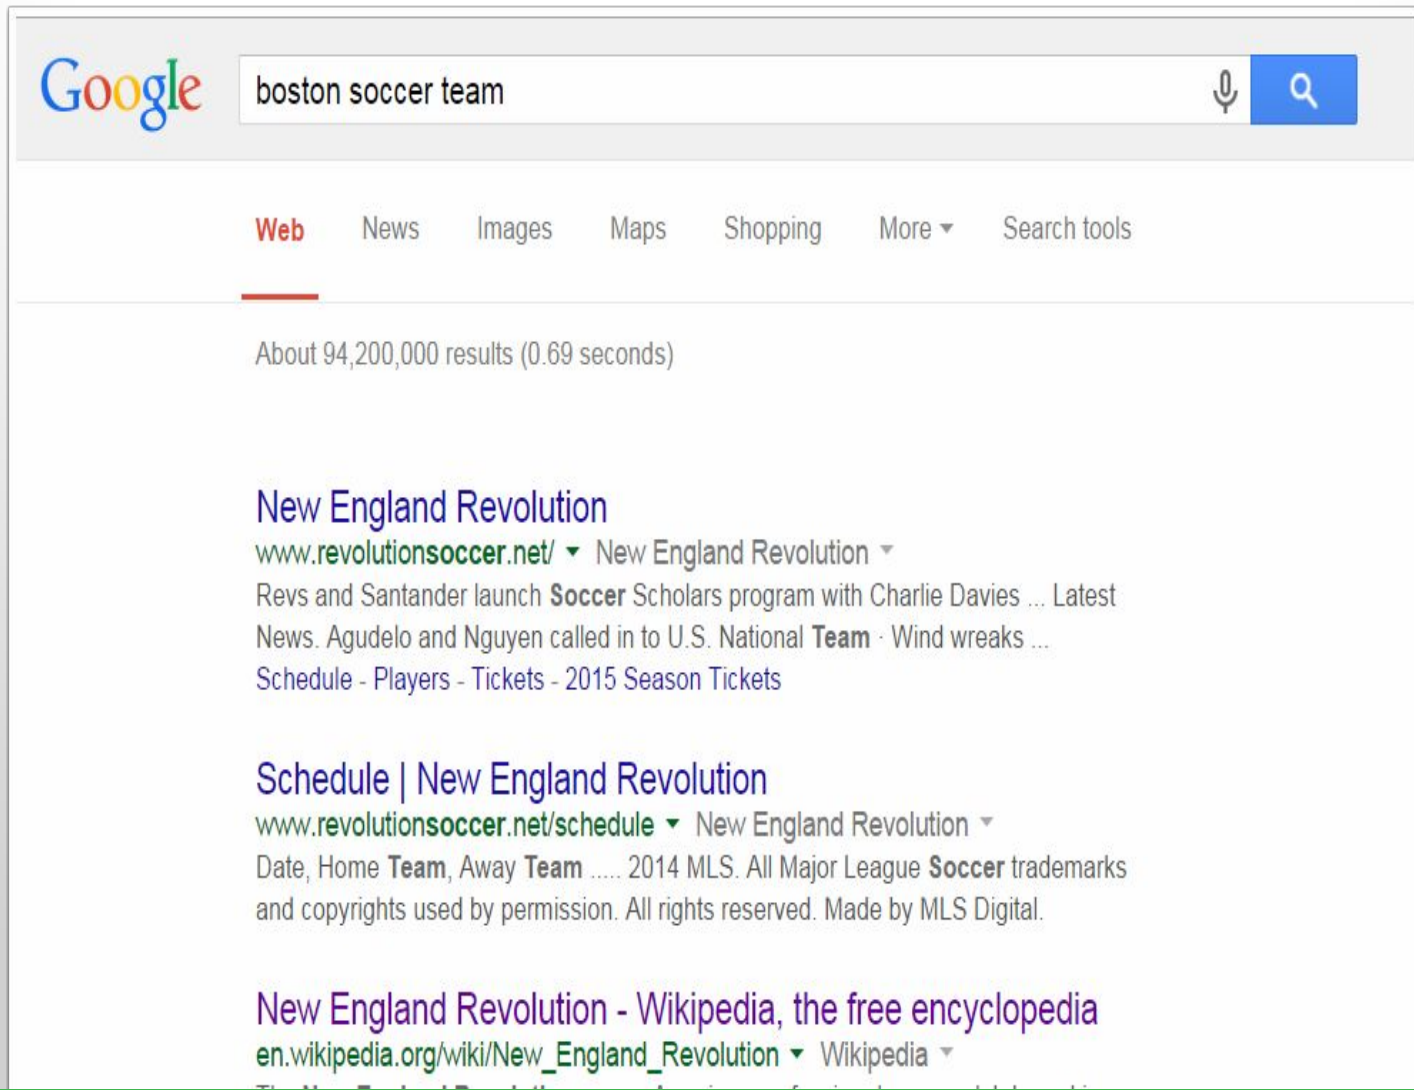 Google
boston soccer team
Web News Images Maps Shopping More Search tools
About 94,200,000 results (0.69 seconds)
New England Revolution
www.revolutionsoccer.net/ New England Revolution
Revs and Santander launch Soccer Scholars program with Charlie Davies ... Latest
News. Agudelo and Nguyen called in to U.S. National Team · Wind wreaks ...
Schedule - Players - Tickets - 2015 Season Tickets
Schedule | New England Revolution
www.revolutionsoccer.net/schedule New England Revolution
Date, Home Team, Away Team ..... 2014 MLS. All Major League Soccer trademarks
and copyrights used by permission. All rights reserved. Made by MLS Digital.
New England Revolution - Wikipedia, the free encyclopedia
en.wikipedia.org/wiki/New_England_Revolution Wikipedia